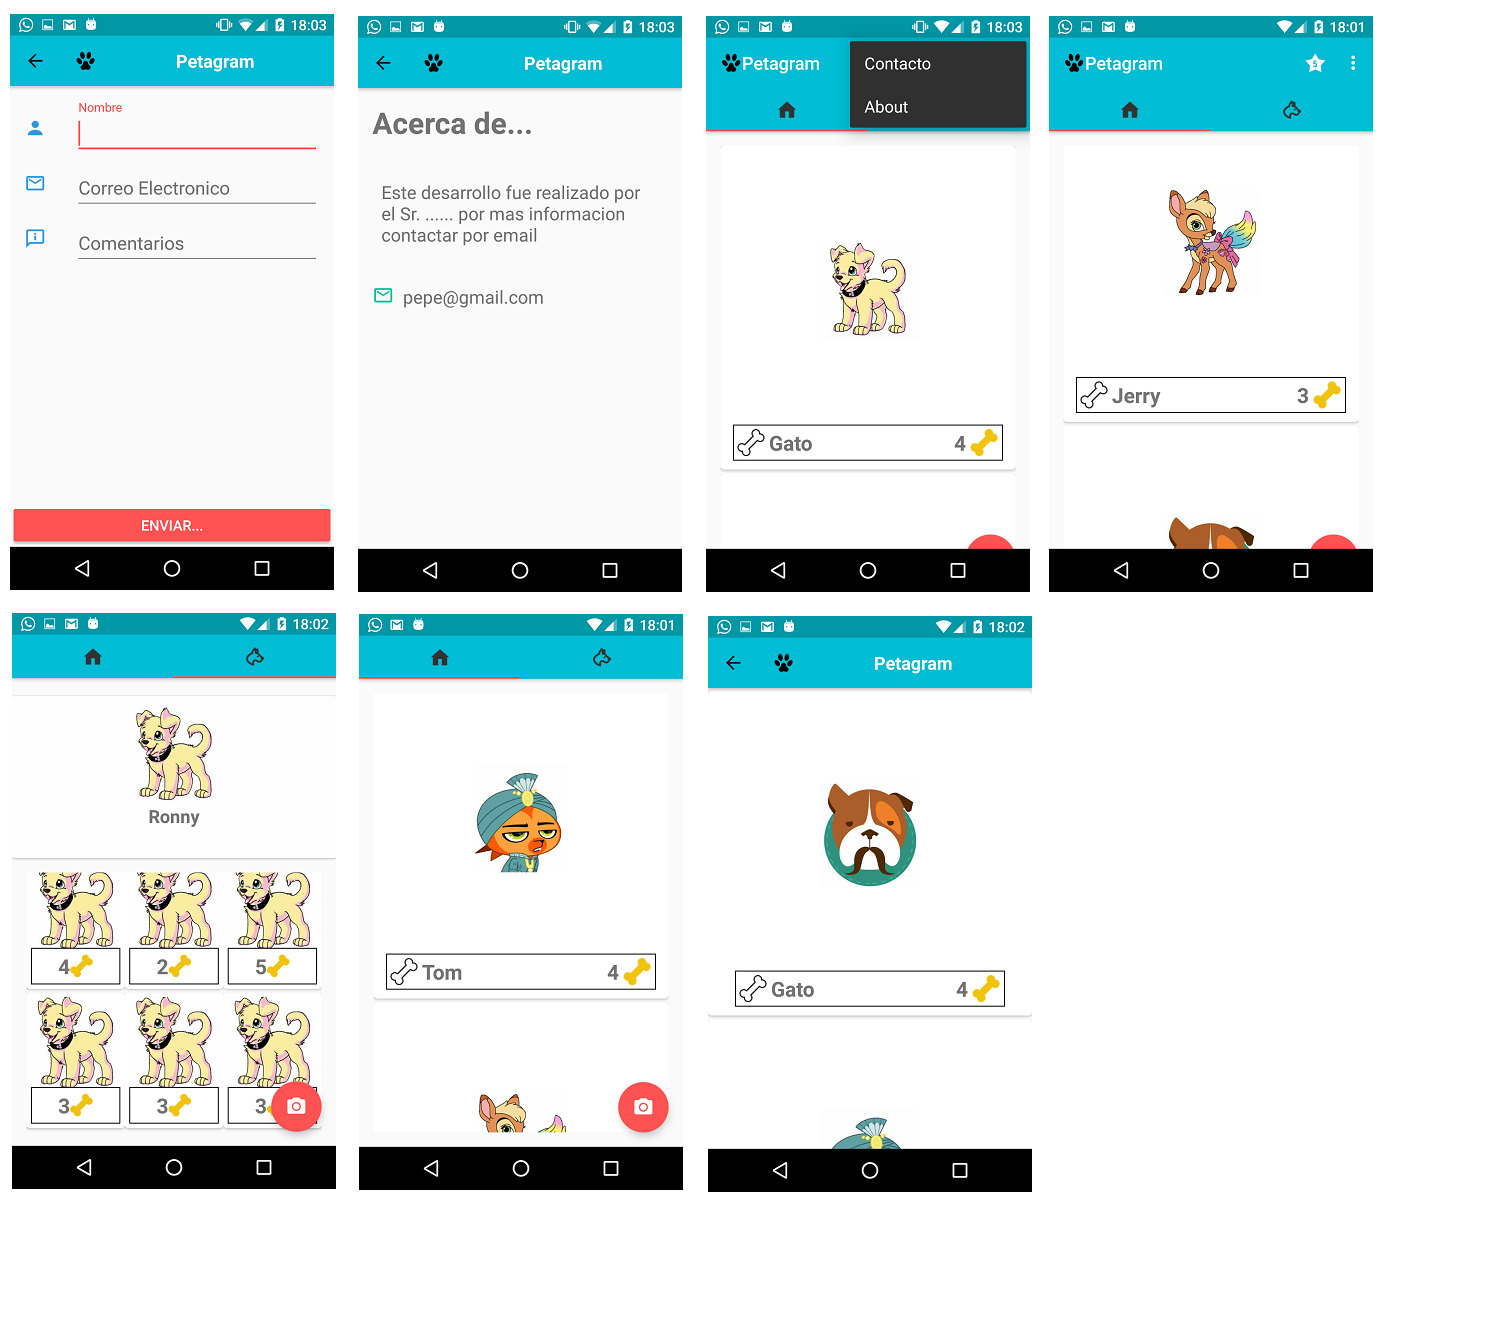 18:03
Petagram
Nombre
Correo Electronico
Comentarios
ENVIAR...
18:03
Petagram
Acerca de...
Este desarrollo fue realizado por
el Sr. ...... por mas informacion
contactar por email
pepe@gmail.com
18:03
Petagram
Contacto
About
Gato 4
18:01
Petagram
5
Jerry 3
18:02
Ronny
4 2 5
3 3 3
18:01
Tom 4
18:02
Petagram
Gato 4